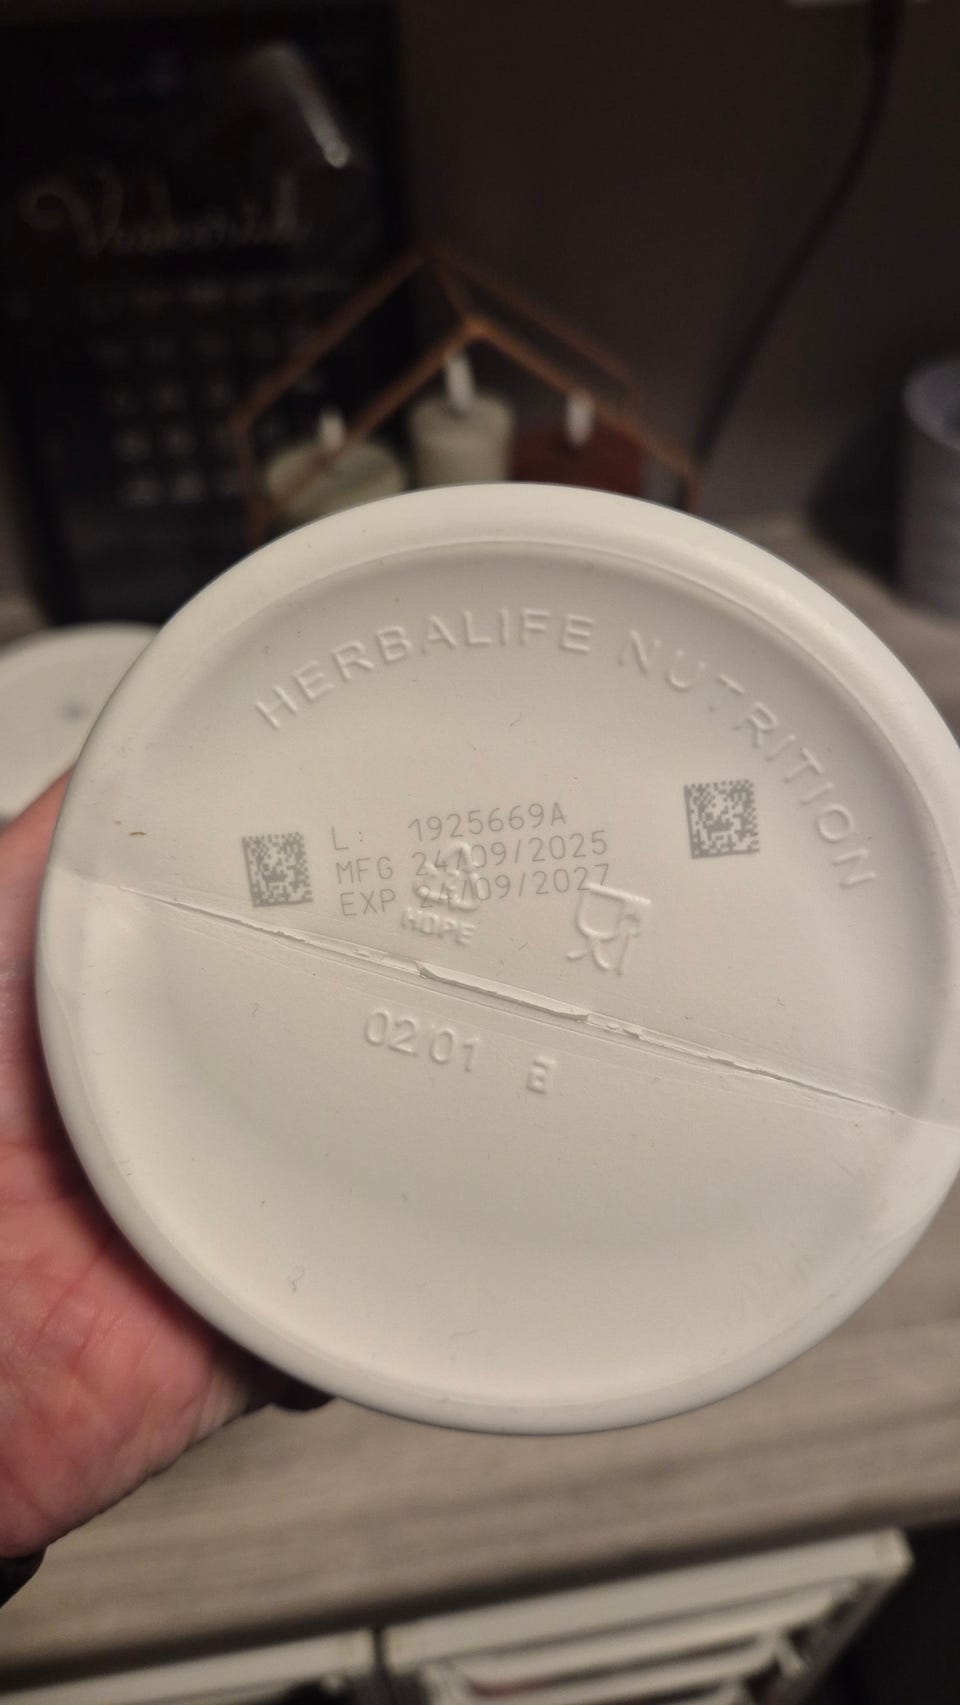 HERBALIFE NUTRITION
L: 1925669A
MFG 24/09/2025
EXP 24/09/2027
HDPE
02 01